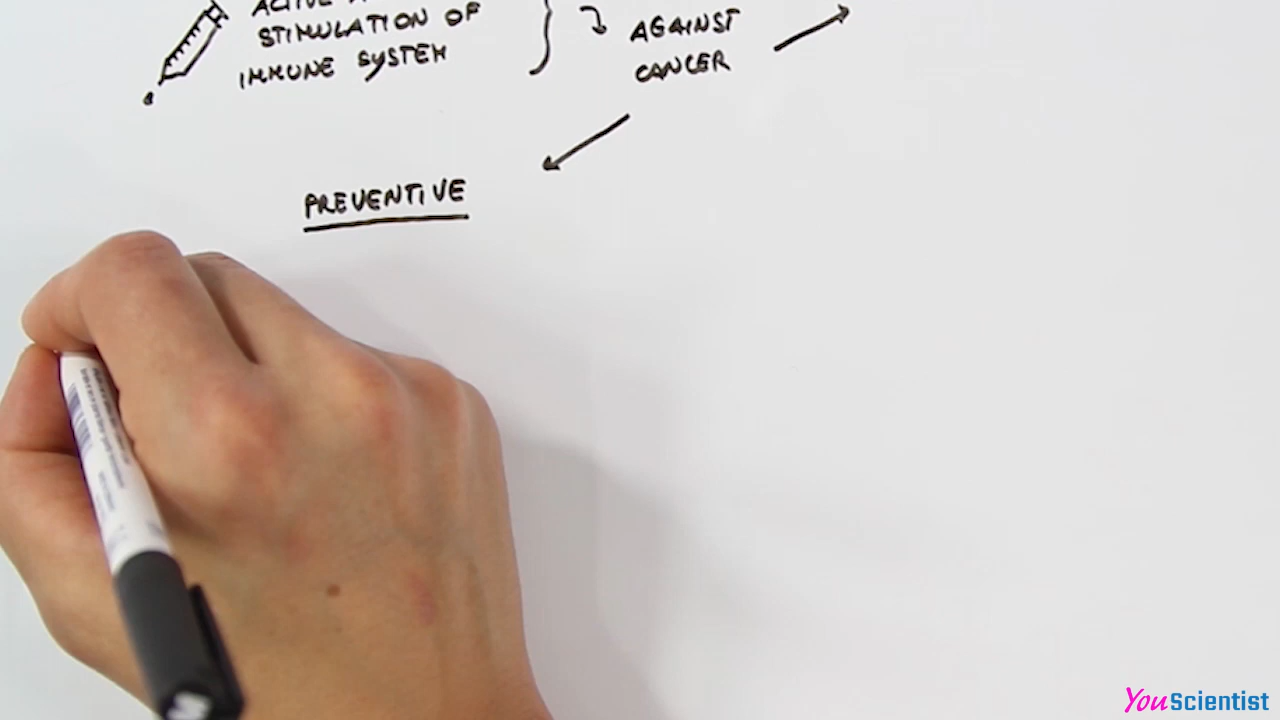 STIMULATION OF
IMMUNE SYSTEM
AGAINST
CANCER
PREVENTIVE
YouScientist